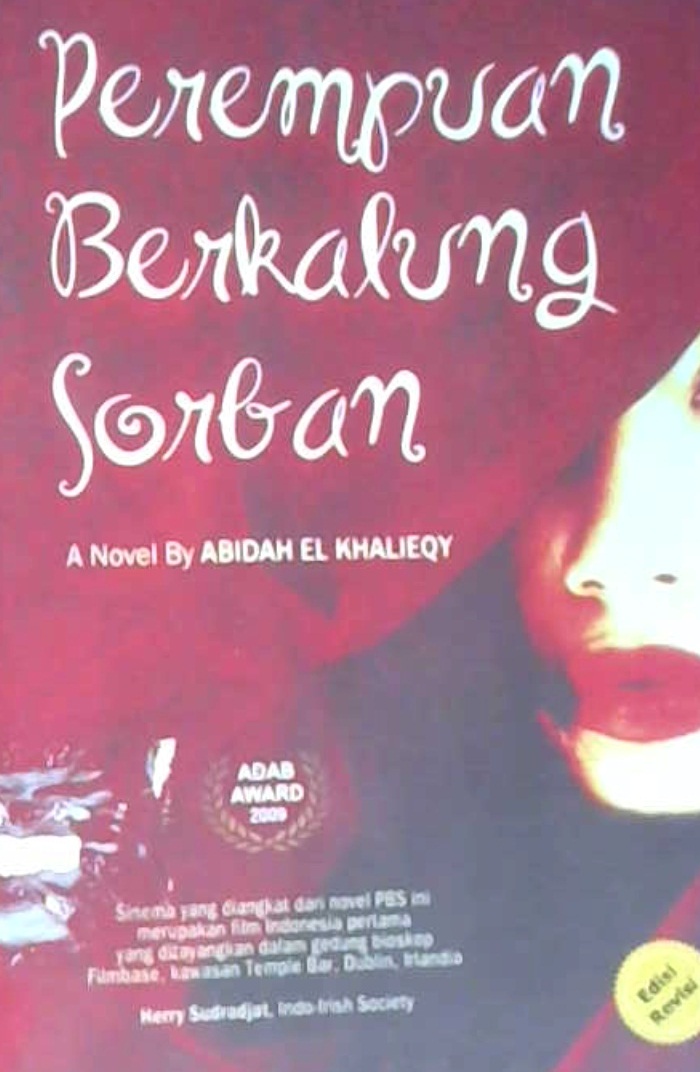 Perempuan
Berkalung
Sorban
A Novel By ABIDAH EL KHALIEQY
ADAB
AWARD
2009
Sinema yang diangkat dari novel PBS ini
merupakan film Indonesia pertama
yang ditayangkan dalam gedung bioskop
Filmbase, kawasan Temple Bar, Dublin, Irlandia
Herry Sudradjat, Indo-Irish Society
Edisi
Revisi